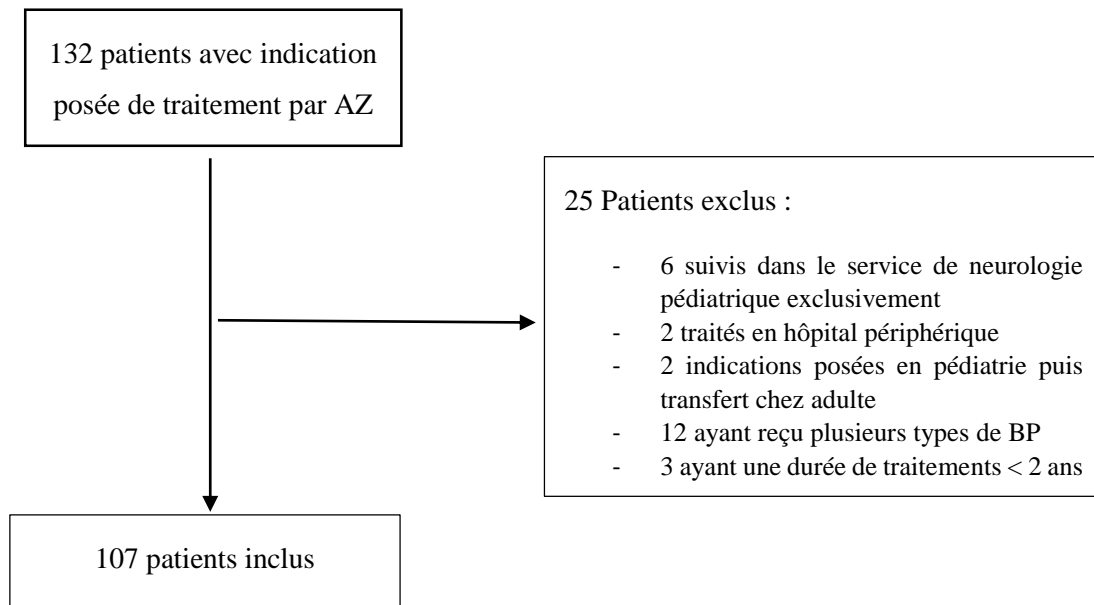 132 patients avec indication
posée de traitement par AZ
25 Patients exclus :
- 6 suivis dans le service de neurologie
pédiatrique exclusivement
- 2 traités en hôpital périphérique
- 2 indications posées en pédiatrie puis
transfert chez adulte
- 12 ayant reçu plusieurs types de BP
- 3 ayant une durée de traitements < 2 ans
107 patients inclus